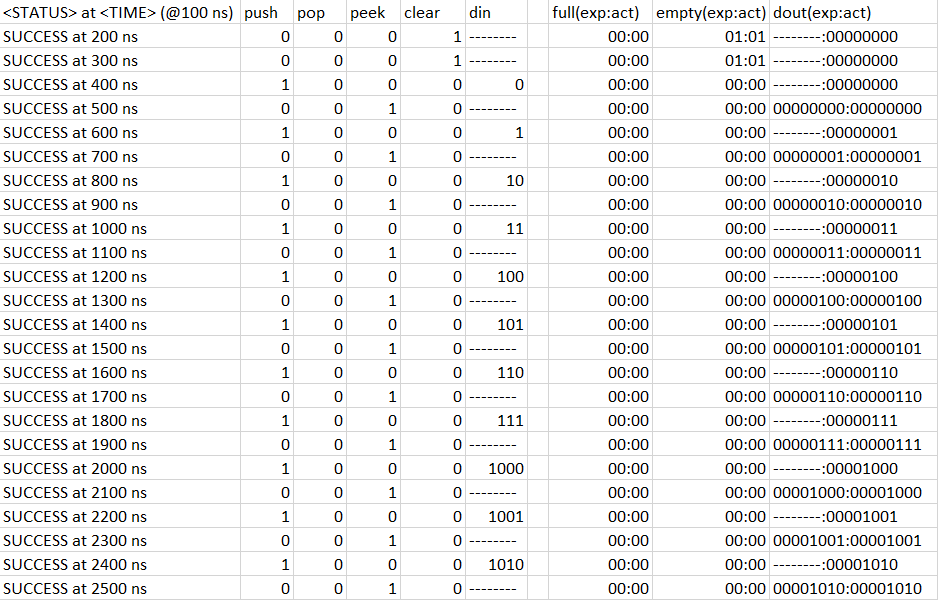 <STATUS> at <TIME> (@100 ns) push pop peek clear din full(exp:act) empty(exp:act) dout(exp:act)
SUCCESS at 200 ns 0 0 0 1 -------- 00:00 01:01 --------:00000000
SUCCESS at 300 ns 0 0 0 1 -------- 00:00 01:01 --------:00000000
SUCCESS at 400 ns 1 0 0 0 0 00:00 00:00 --------:00000000
SUCCESS at 500 ns 0 0 1 0 -------- 00:00 00:00 00000000:00000000
SUCCESS at 600 ns 1 0 0 0 1 00:00 00:00 --------:00000001
SUCCESS at 700 ns 0 0 1 0 -------- 00:00 00:00 00000001:00000001
SUCCESS at 800 ns 1 0 0 0 10 00:00 00:00 --------:00000010
SUCCESS at 900 ns 0 0 1 0 -------- 00:00 00:00 00000010:00000010
SUCCESS at 1000 ns 1 0 0 0 11 00:00 00:00 --------:00000011
SUCCESS at 1100 ns 0 0 1 0 -------- 00:00 00:00 00000011:00000011
SUCCESS at 1200 ns 1 0 0 0 100 00:00 00:00 --------:00000100
SUCCESS at 1300 ns 0 0 1 0 -------- 00:00 00:00 00000100:00000100
SUCCESS at 1400 ns 1 0 0 0 101 00:00 00:00 --------:00000101
SUCCESS at 1500 ns 0 0 1 0 -------- 00:00 00:00 00000101:00000101
SUCCESS at 1600 ns 1 0 0 0 110 00:00 00:00 --------:00000110
SUCCESS at 1700 ns 0 0 1 0 -------- 00:00 00:00 00000110:00000110
SUCCESS at 1800 ns 1 0 0 0 111 00:00 00:00 --------:00000111
SUCCESS at 1900 ns 0 0 1 0 -------- 00:00 00:00 00000111:00000111
SUCCESS at 2000 ns 1 0 0 0 1000 00:00 00:00 --------:00001000
SUCCESS at 2100 ns 0 0 1 0 -------- 00:00 00:00 00001000:00001000
SUCCESS at 2200 ns 1 0 0 0 1001 00:00 00:00 --------:00001001
SUCCESS at 2300 ns 0 0 1 0 -------- 00:00 00:00 00001001:00001001
SUCCESS at 2400 ns 1 0 0 0 1010 00:00 00:00 --------:00001010
SUCCESS at 2500 ns 0 0 1 0 -------- 00:00 00:00 00001010:00001010